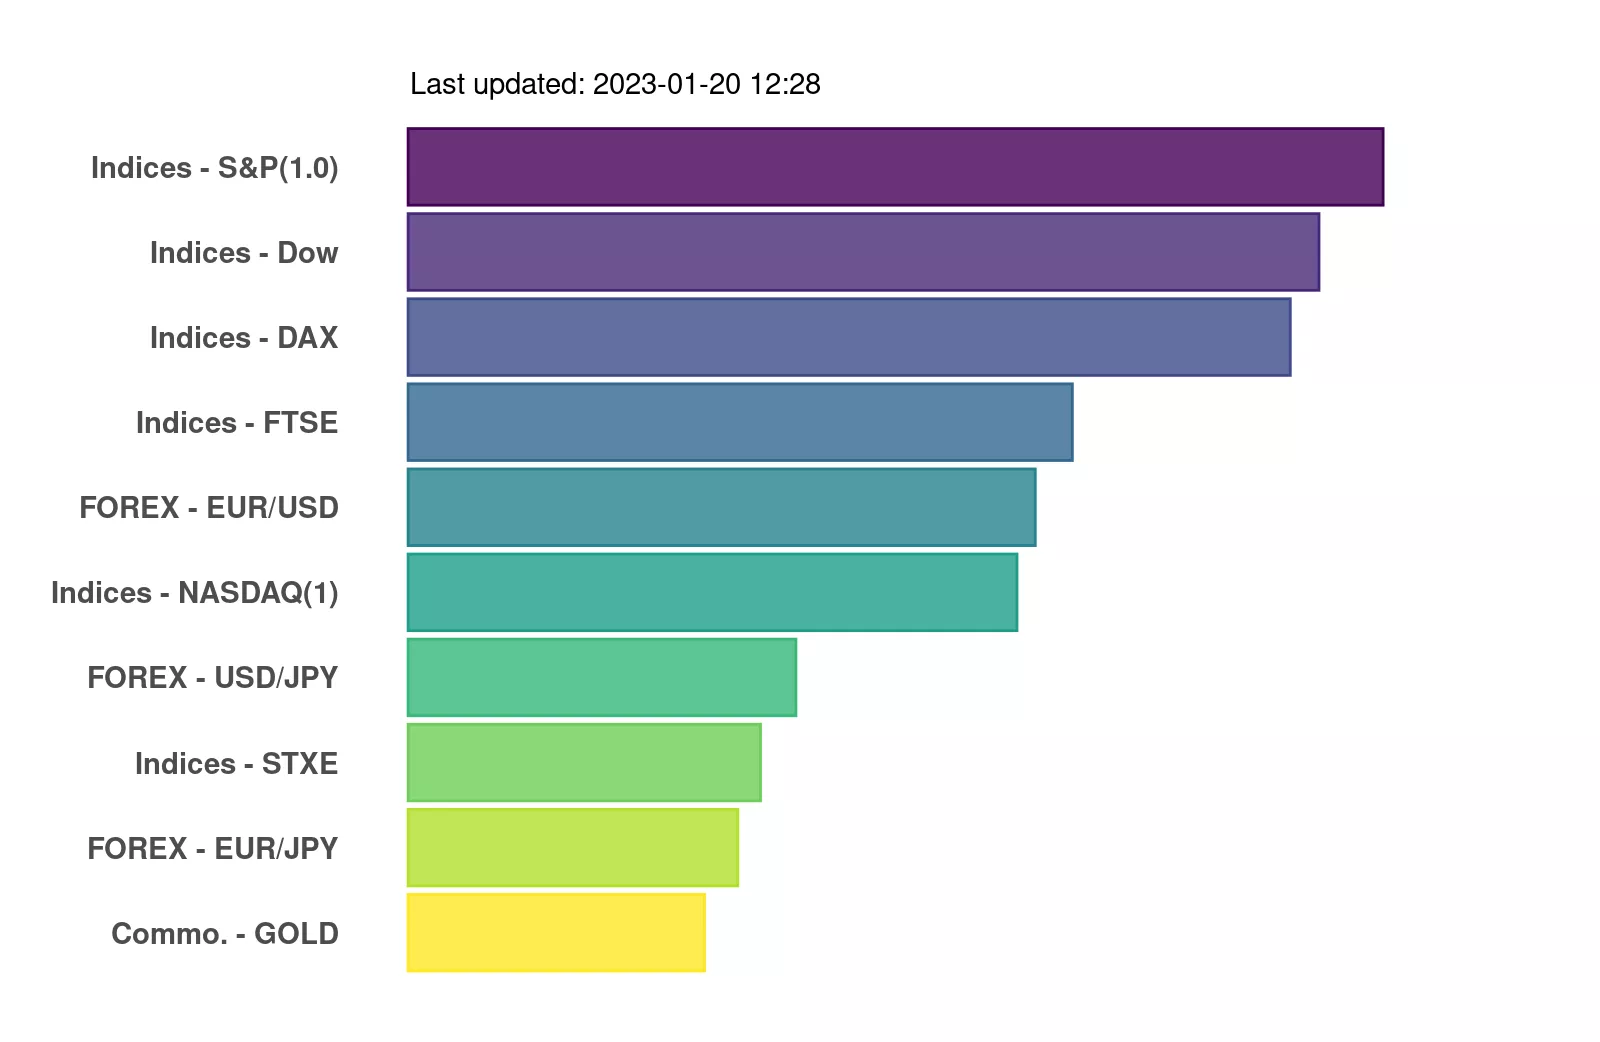 Last updated: 2023-01-20 12:28
Indices - S&P(1.0)
Indices - Dow
Indices - DAX
Indices - FTSE
FOREX - EUR/USD
Indices - NASDAQ(1)
FOREX - USD/JPY
Indices - STXE
FOREX - EUR/JPY
Commo. - GOLD